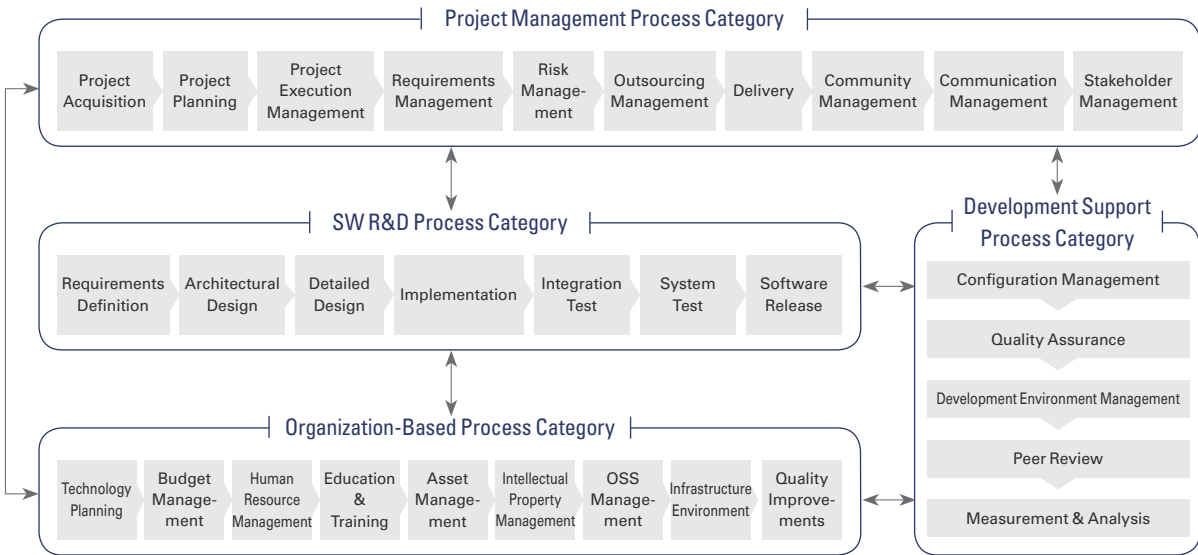 Project Management Process Category
Project
Acquisition
Project
Planning
Project
Execution
Management
Requirements
Management
Risk
Manage-
ment
Outsourcing
Management
Delivery
Community
Management
Communication
Management
Stakeholder
Management
SW R&D Process Category
Requirements
Definition
Architectural
Design
Detailed
Design
Implementation
Integration
Test
System
Test
Software
Release
Development Support
Process Category
Configuration Management
Quality Assurance
Development Environment Management
Peer Review
Measurement & Analysis
Organization-Based Process Category
Technology
Planning
Budget
Manage-
ment
Human
Resource
Management
Education
&
Training
Asset
Manage-
ment
Intellectual
Property
Management
OSS
Manage-
ment
Infrastructure
Environment
Quality
Improve-
ments